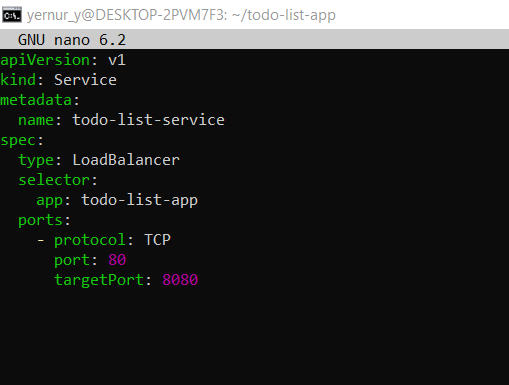 yernur_y@DESKTOP-2PVM7F3: ~/todo-list-app
GNU nano 6.2
apiVersion: v1
kind: Service
metadata:
  name: todo-list-service
spec:
  type: LoadBalancer
  selector:
    app: todo-list-app
  ports:
    - protocol: TCP
      port: 80
      targetPort: 8080